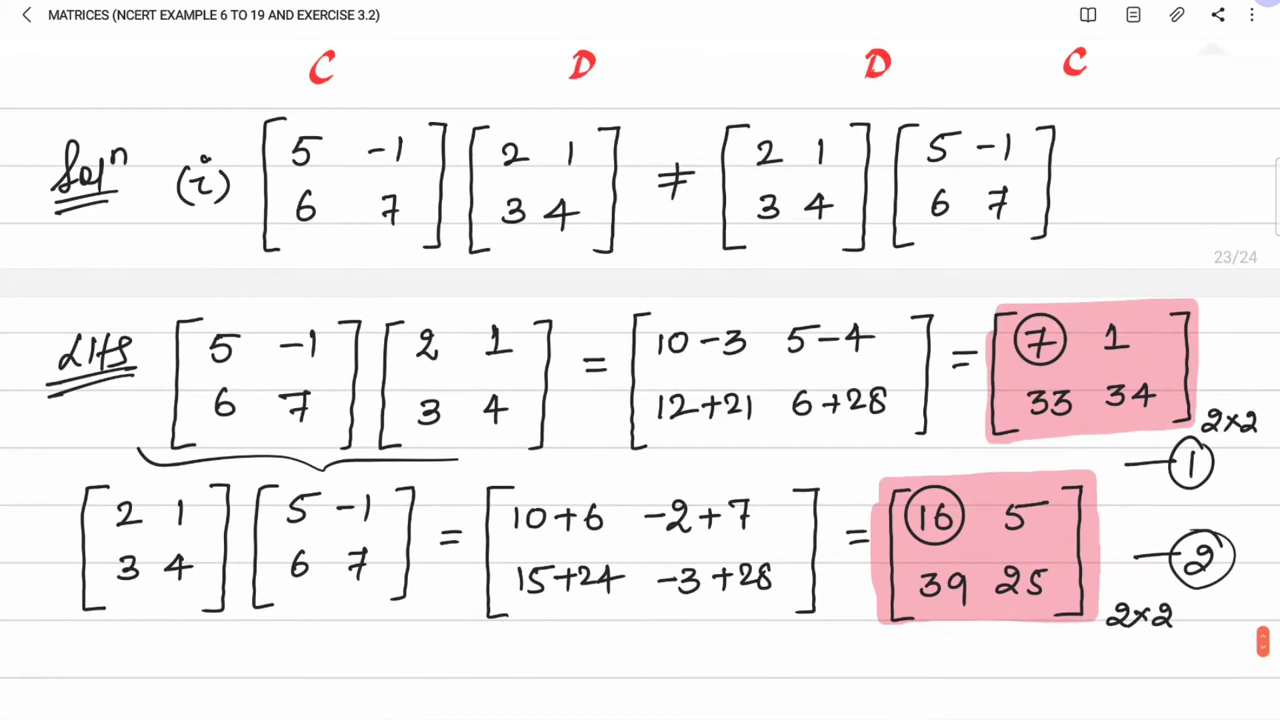 MATRICES (NCERT EXAMPLE 6 TO 19 AND EXERCISE 3.2)
C D D C
Solⁿ (i) [5 -1] [2 1] ≠ [2 1] [5 -1]
[6 7] [3 4] [3 4] [6 7]
23/24
LHS [5 -1] [2 1] = [10-3 5-4] = [7 1]
[6 7] [3 4] [12+21 6+28] [33 34] 2×2
—1
[2 1] [5 -1] = [10+6 -2+7] = [16 5]
[3 4] [6 7] [15+24 -3+28] [39 25] 2×2
—2